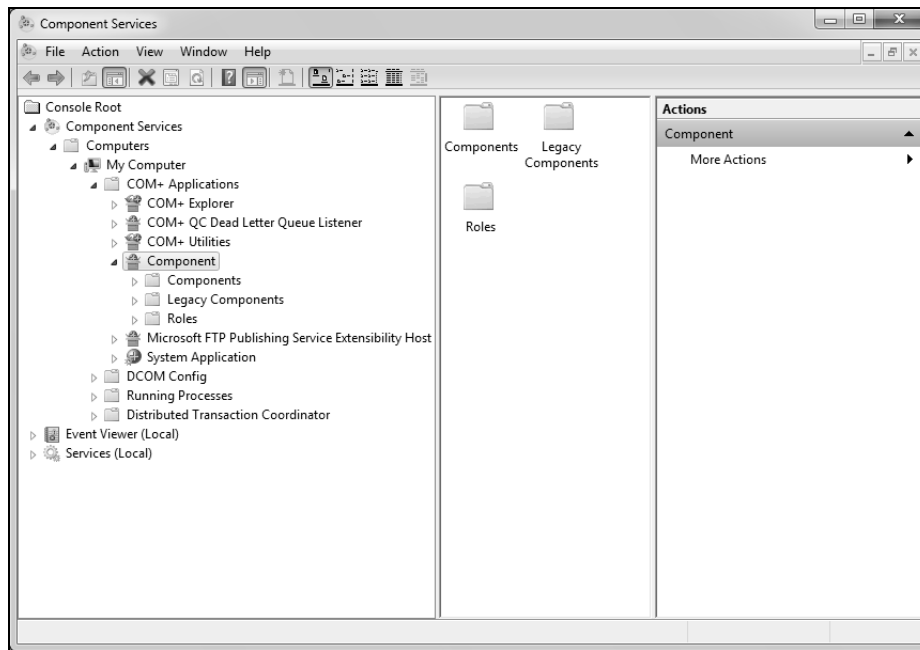 Component Services
File Action View Window Help
Console Root
Component Services
Computers
My Computer
COM+ Applications
COM+ Explorer
COM+ QC Dead Letter Queue Listener
COM+ Utilities
Component
Components
Legacy Components
Roles
Microsoft FTP Publishing Service Extensibility Host
System Application
DCOM Config
Running Processes
Distributed Transaction Coordinator
Event Viewer (Local)
Services (Local)
Components
Legacy
Components
Roles
Actions
Component
More Actions